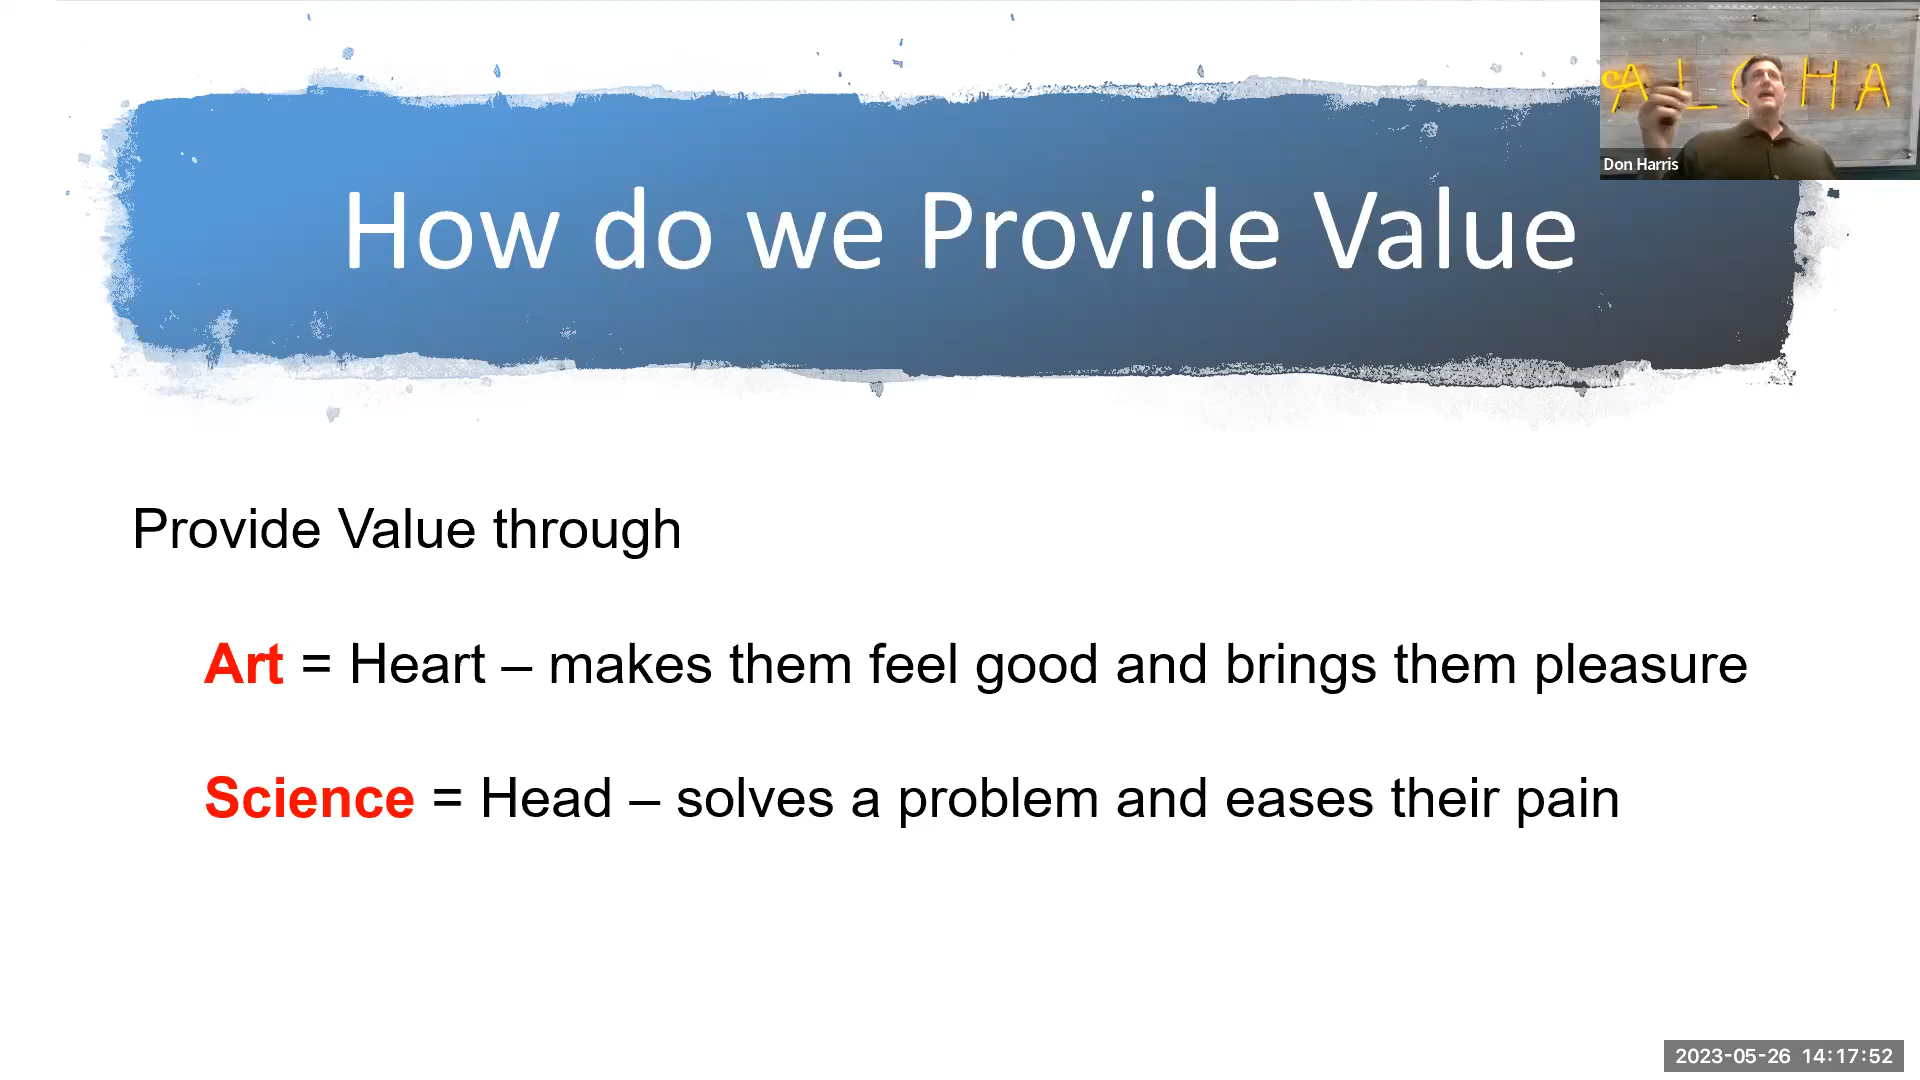 ALOHA
Don Harris
How do we Provide Value
Provide Value through
Art = Heart – makes them feel good and brings them pleasure
Science = Head – solves a problem and eases their pain
2023-05-26 14:17:52